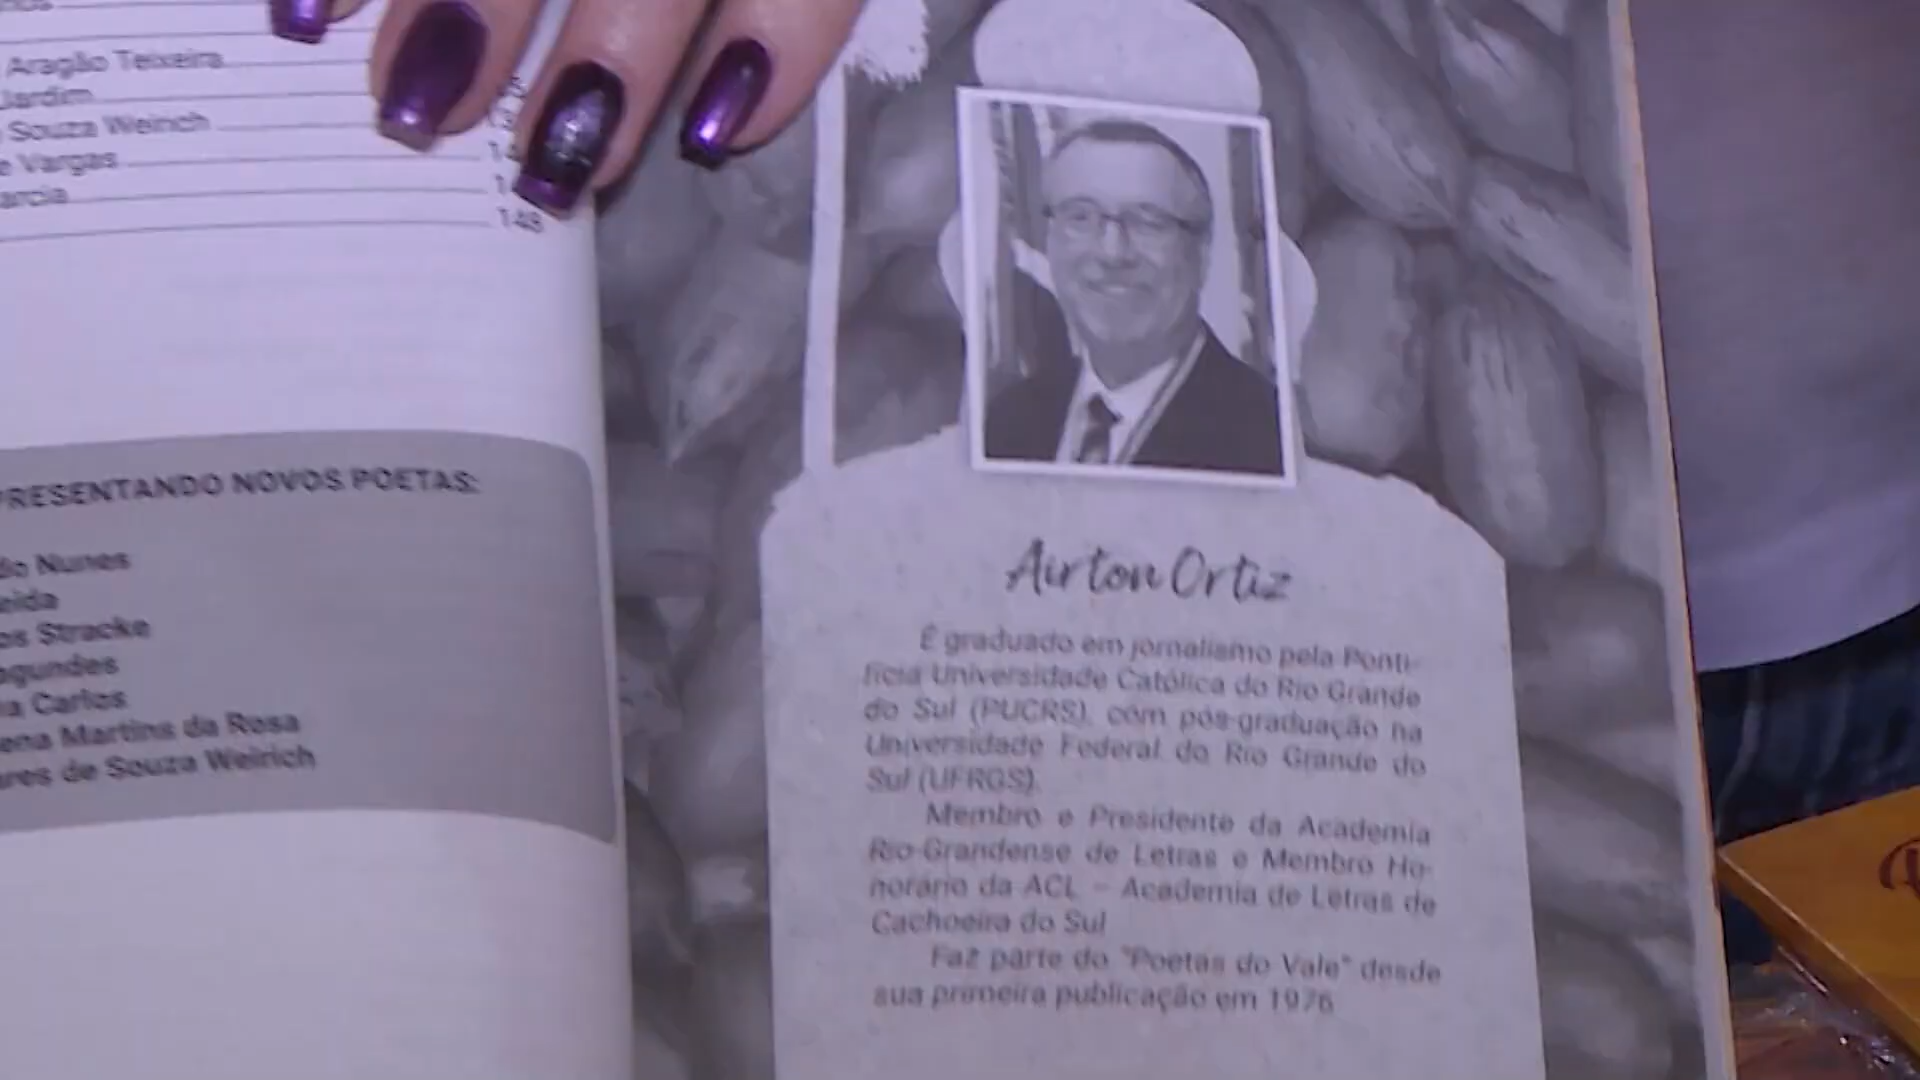 Aragão Teixeira
Jardim
Souza Weirich
e Vargas
arcia
148
PRESENTANDO NOVOS POETAS:
do Nunes
eida
os Stracke
agundes
a Carlos
ena Martins da Rosa
ares de Souza Weirich
Airton Ortiz
É graduado em jornalismo pela Ponti-
fícia Universidade Católica do Rio Grande
do Sul (PUCRS), com pós-graduação na
Universidade Federal do Rio Grande do
Sul (UFRGS).
Membro e Presidente da Academia
Rio-Grandense de Letras e Membro Ho-
norário da ACL – Academia de Letras de
Cachoeira do Sul
Faz parte do "Poetas do Vale" desde
sua primeira publicação em 1976